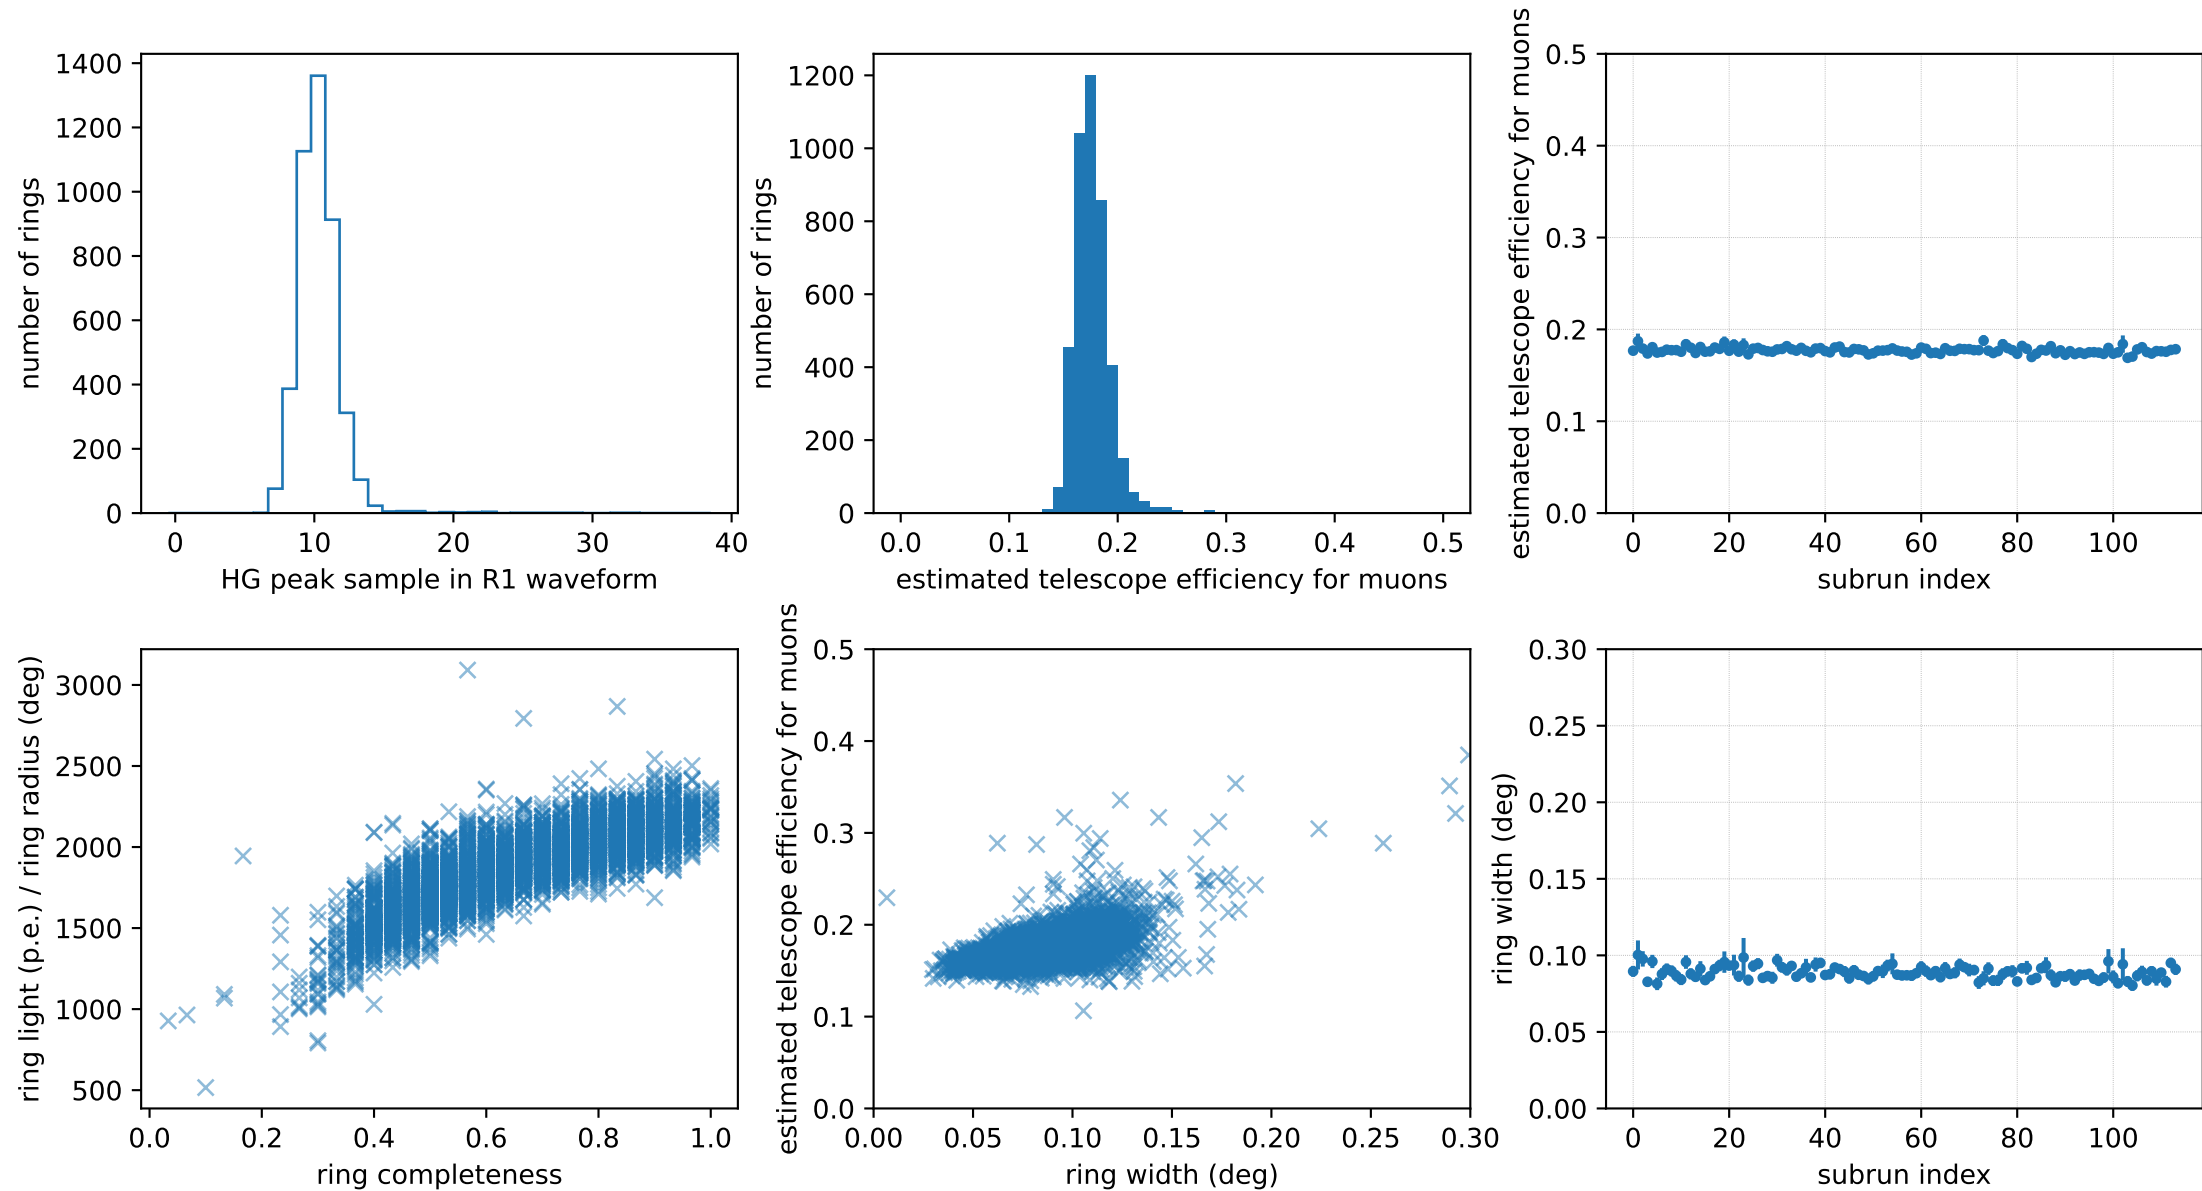 number of rings
1400
1200
1000
800
600
400
200
0
0 10 20 30 40
HG peak sample in R1 waveform
number of rings
1200
1000
800
600
400
200
0
0.0 0.1 0.2 0.3 0.4 0.5
estimated telescope efficiency for muons
estimated telescope efficiency for muons
0.5
0.4
0.3
0.2
0.1
0.0
0 20 40 60 80 100
subrun index
ring light (p.e.) / ring radius (deg)
3000
2500
2000
1500
1000
500
0.0 0.2 0.4 0.6 0.8 1.0
ring completeness
estimated telescope efficiency for muons
0.5
0.4
0.3
0.2
0.1
0.0
0.00 0.05 0.10 0.15 0.20 0.25 0.30
ring width (deg)
ring width (deg)
0.30
0.25
0.20
0.15
0.10
0.05
0.00
0 20 40 60 80 100
subrun index